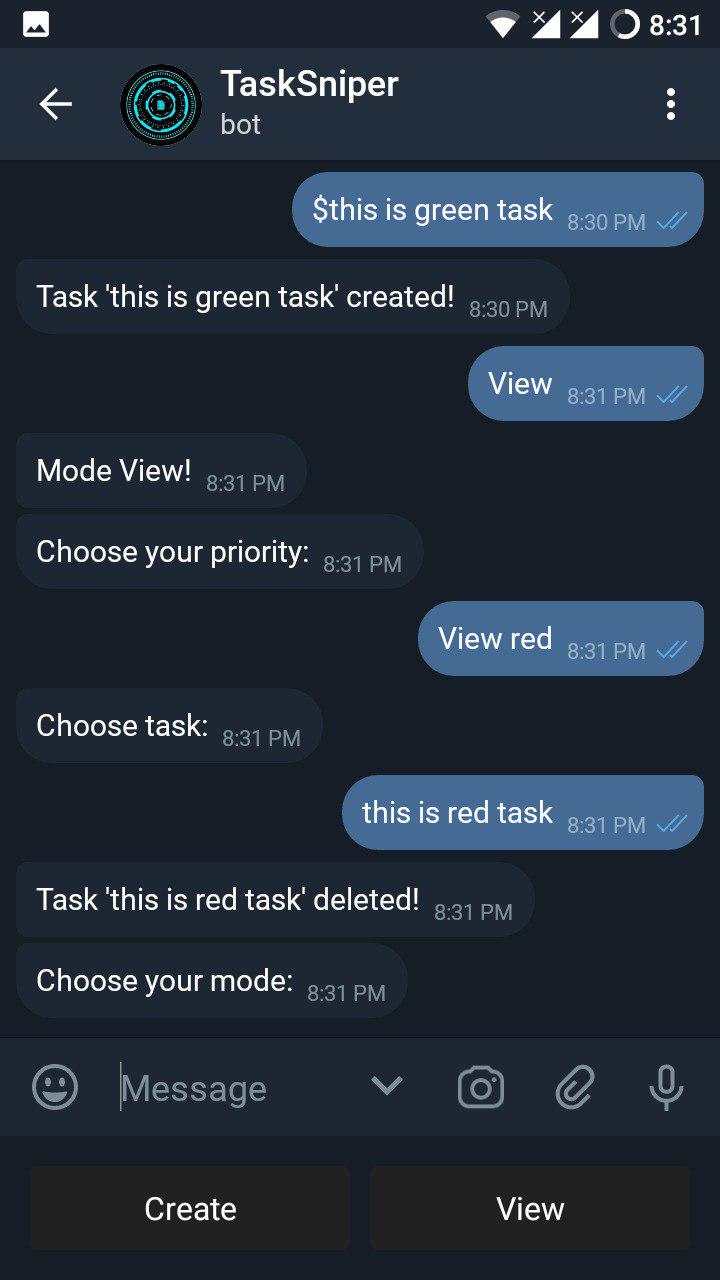 8:31
TaskSniper
bot
$this is green task 8:30 PM
Task 'this is green task' created! 8:30 PM
View 8:31 PM
Mode View! 8:31 PM
Choose your priority: 8:31 PM
View red 8:31 PM
Choose task: 8:31 PM
this is red task 8:31 PM
Task 'this is red task' deleted! 8:31 PM
Choose your mode: 8:31 PM
Message
Create View